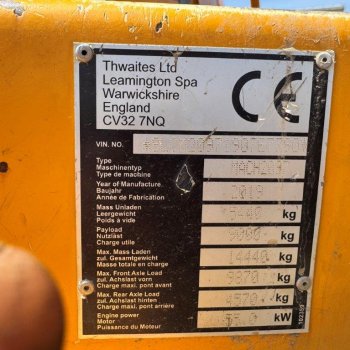 Thwaites Ltd
Leamington Spa
Warwickshire
England
CV32 7NQ
CE
VIN. NO.
Type
Maschinentyp
Type de machine
Year of Manufacture
Baujahr
Année de Fabrication
2019
Mass Unladen
Leergewicht
Poids à vide
kg
Payload
Nutzlast
Charge utile
9000 kg
Max. Mass Laden
zul. Gesamtgewicht
Masse totale en charge
14440 kg
Max. Front Axle Load
zul. Achslast vorn
Charge maxi. pont avant
kg
Max. Rear Axle Load
zul. Achslast hinten
Charge maxi. pont arrière
kg
Engine power
Motor
Puissance du Moteur
kW